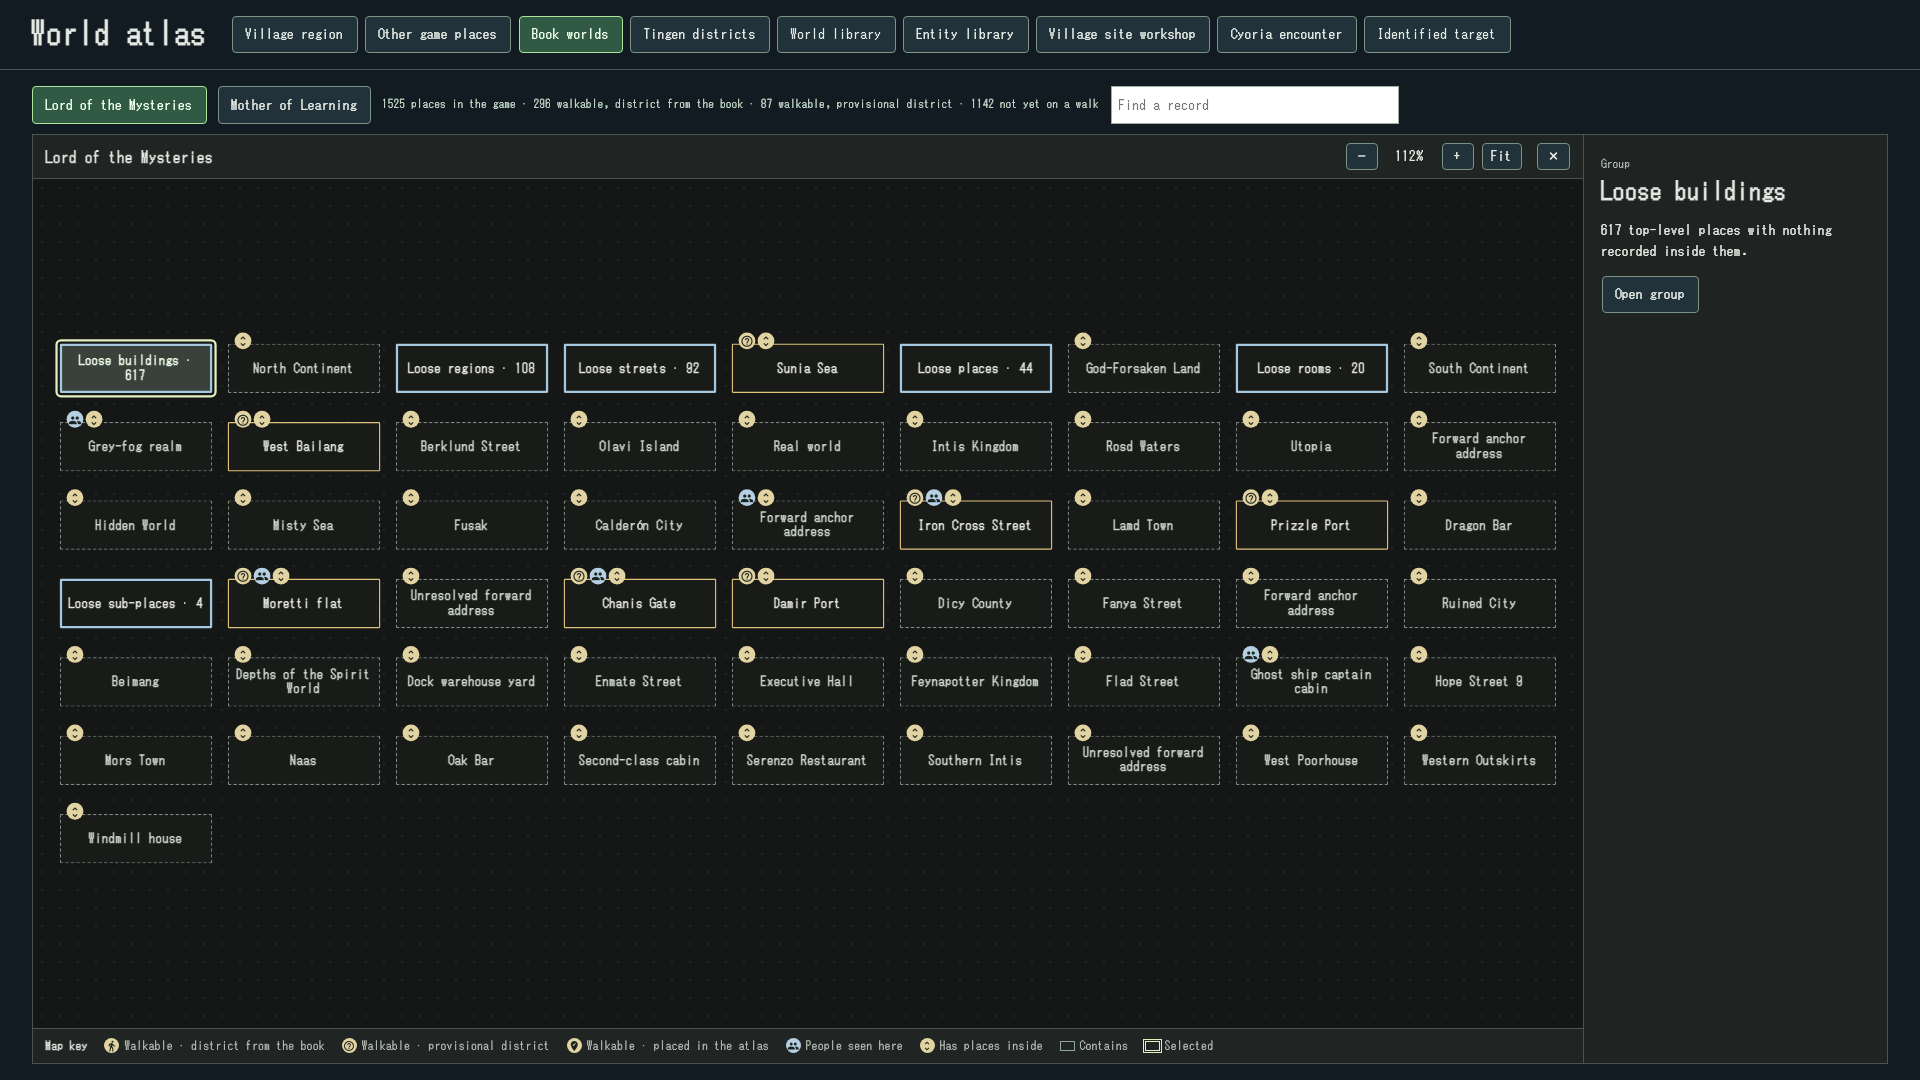 World atlas
Village region
Other game places
Book worlds
Tingen districts
World library
Entity library
Village site workshop
Cyoria encounter
Identified target
Lord of the Mysteries
Mother of Learning
1525 places in the game · 296 walkable, district from the book · 87 walkable, provisional district · 1142 not yet on a walk
Find a record
Lord of the Mysteries
−
112%
+
Fit
×
Group
Loose buildings
617 top-level places with nothing
recorded inside them.
Open group
Loose buildings ·
617
North Continent
Loose regions · 108
Loose streets · 92
Sunia Sea
Loose places · 44
God-Forsaken Land
Loose rooms · 20
South Continent
Grey-fog realm
West Bailang
Berklund Street
Olavi Island
Real world
Intis Kingdom
Rosd Waters
Utopia
Forward anchor
address
Hidden World
Misty Sea
Fusak
Calderón City
Forward anchor
address
Iron Cross Street
Lamd Town
Prizzle Port
Dragon Bar
Loose sub-places · 4
Moretti flat
Unresolved forward
address
Chanis Gate
Damir Port
Dicy County
Fanya Street
Forward anchor
address
Ruined City
Beimang
Depths of the Spirit
World
Dock warehouse yard
Enmate Street
Executive Hall
Feynapotter Kingdom
Flad Street
Ghost ship captain
cabin
Hope Street 9
Mors Town
Naas
Oak Bar
Second-class cabin
Serenzo Restaurant
Southern Intis
Unresolved forward
address
West Poorhouse
Western Outskirts
Windmill house
Map key
Walkable · district from the book
Walkable · provisional district
Walkable · placed in the atlas
People seen here
Has places inside
Contains
Selected